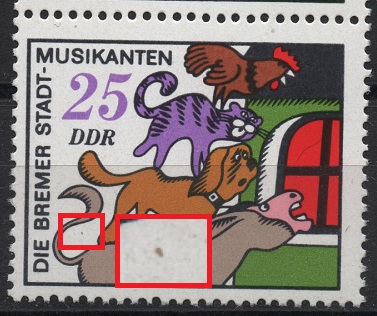 DIE BREMER STADT-
MUSIKANTEN
25
DDR